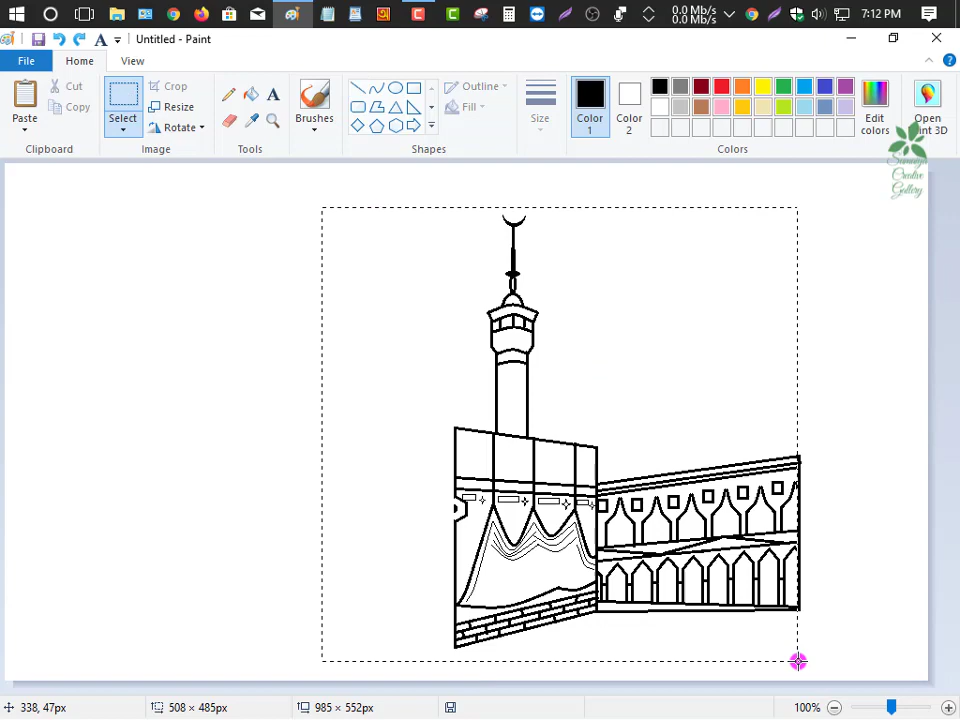 0.0 Mb/s
0.0 Mb/s
7:12 PM
Untitled - Paint
File
Home
View
Paste
Cut
Copy
Clipboard
Select
Crop
Resize
Rotate
Image
Tools
Brushes
Shapes
Outline
Fill
Size
Color
1
Color
2
Colors
Edit
colors
Open
Paint 3D
Creative
Gallery
338, 47px
508 × 485px
985 × 552px
100%